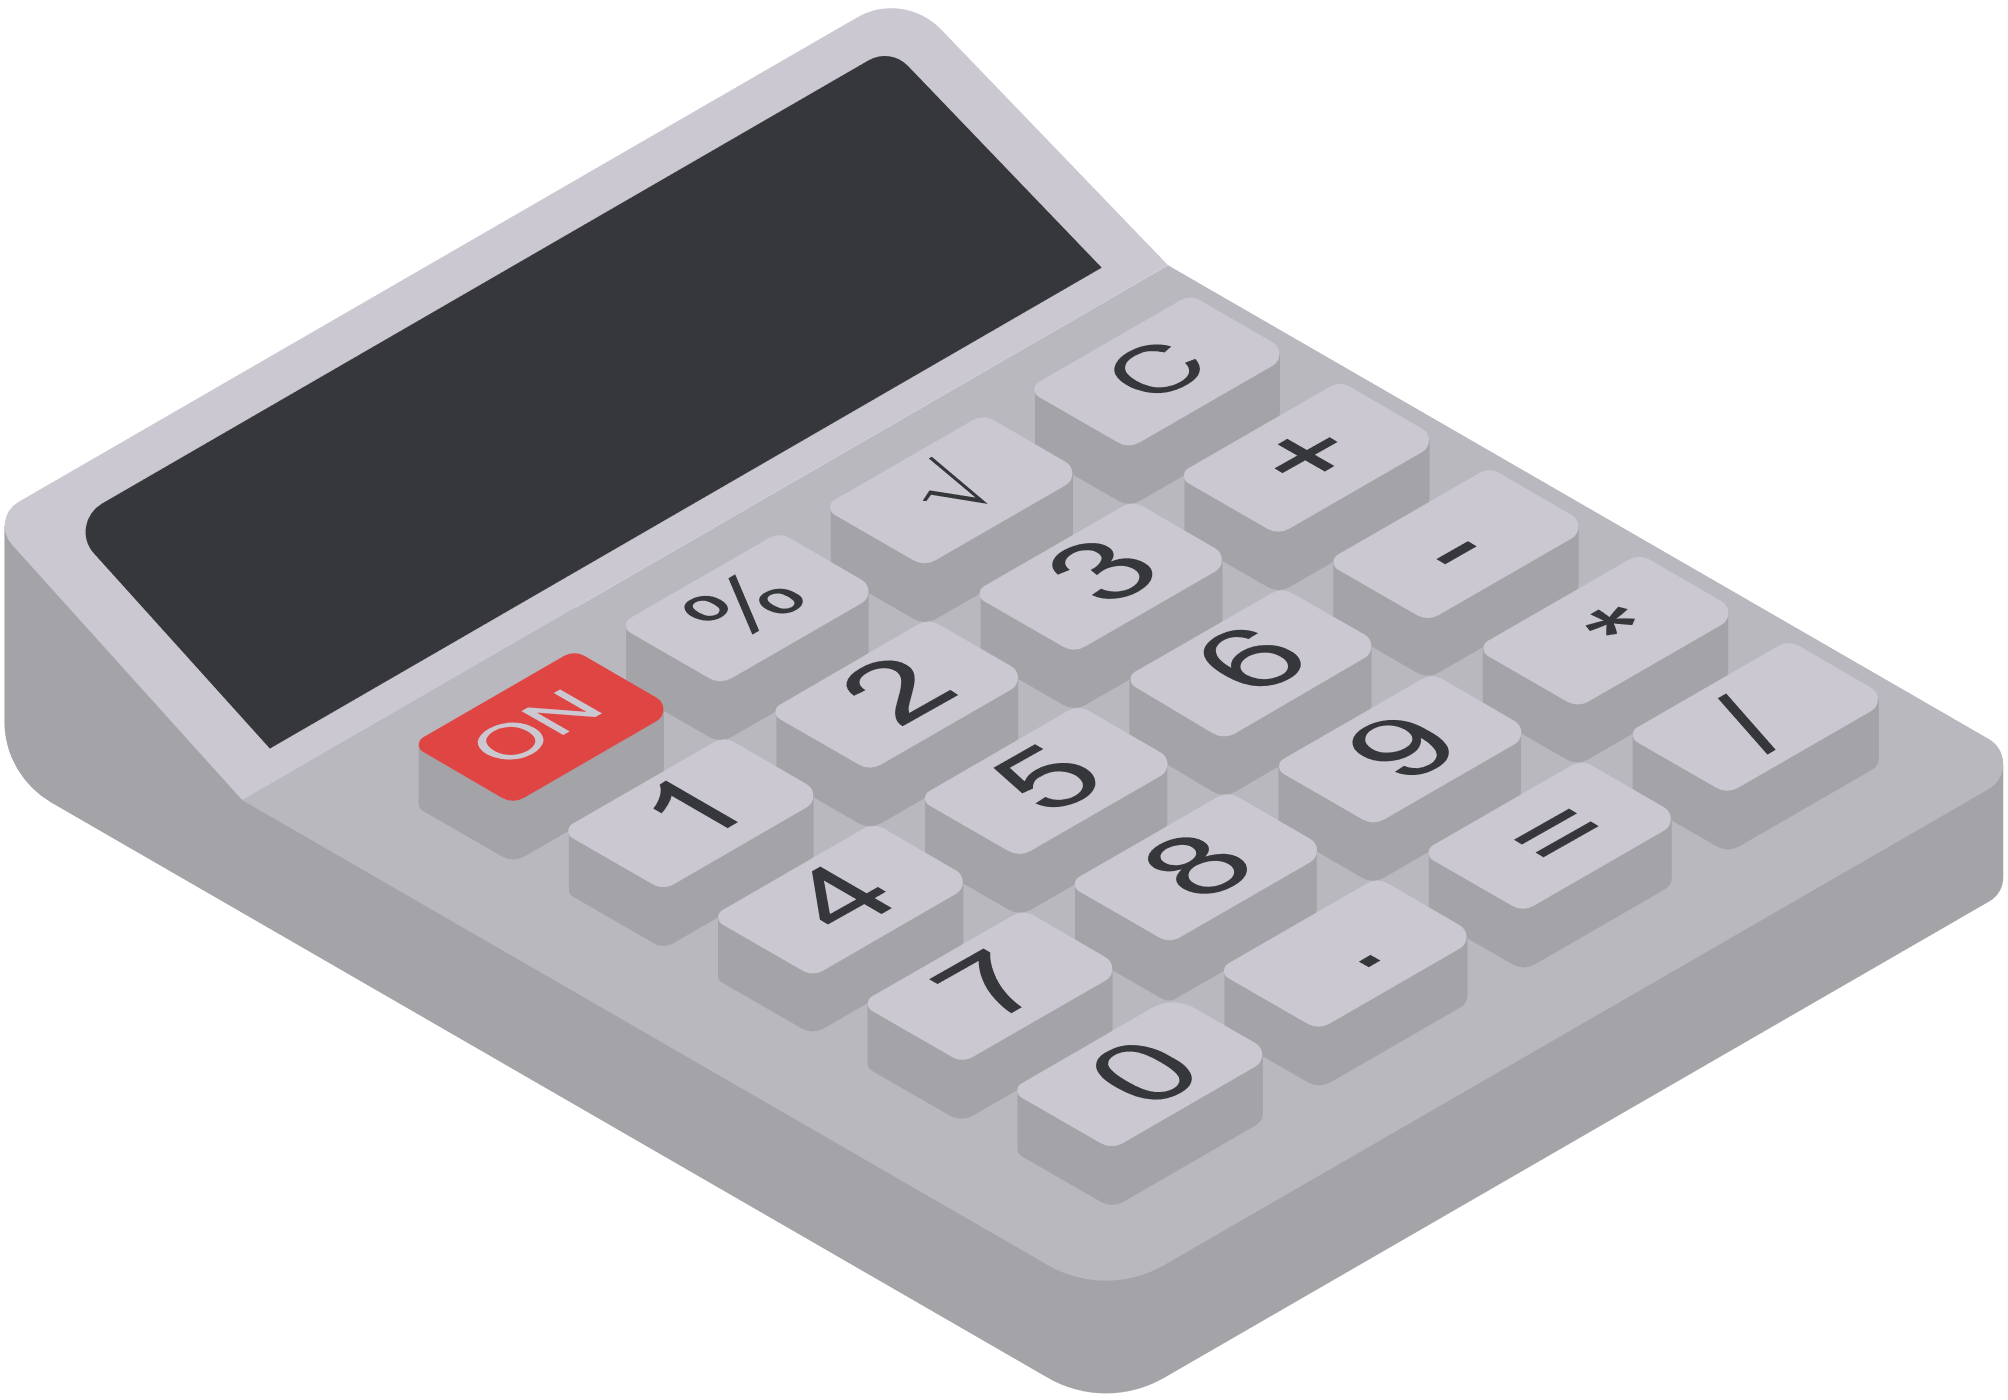 ON % √ C
1 2 3 +
4 5 6 -
7 8 9 *
0 . = /